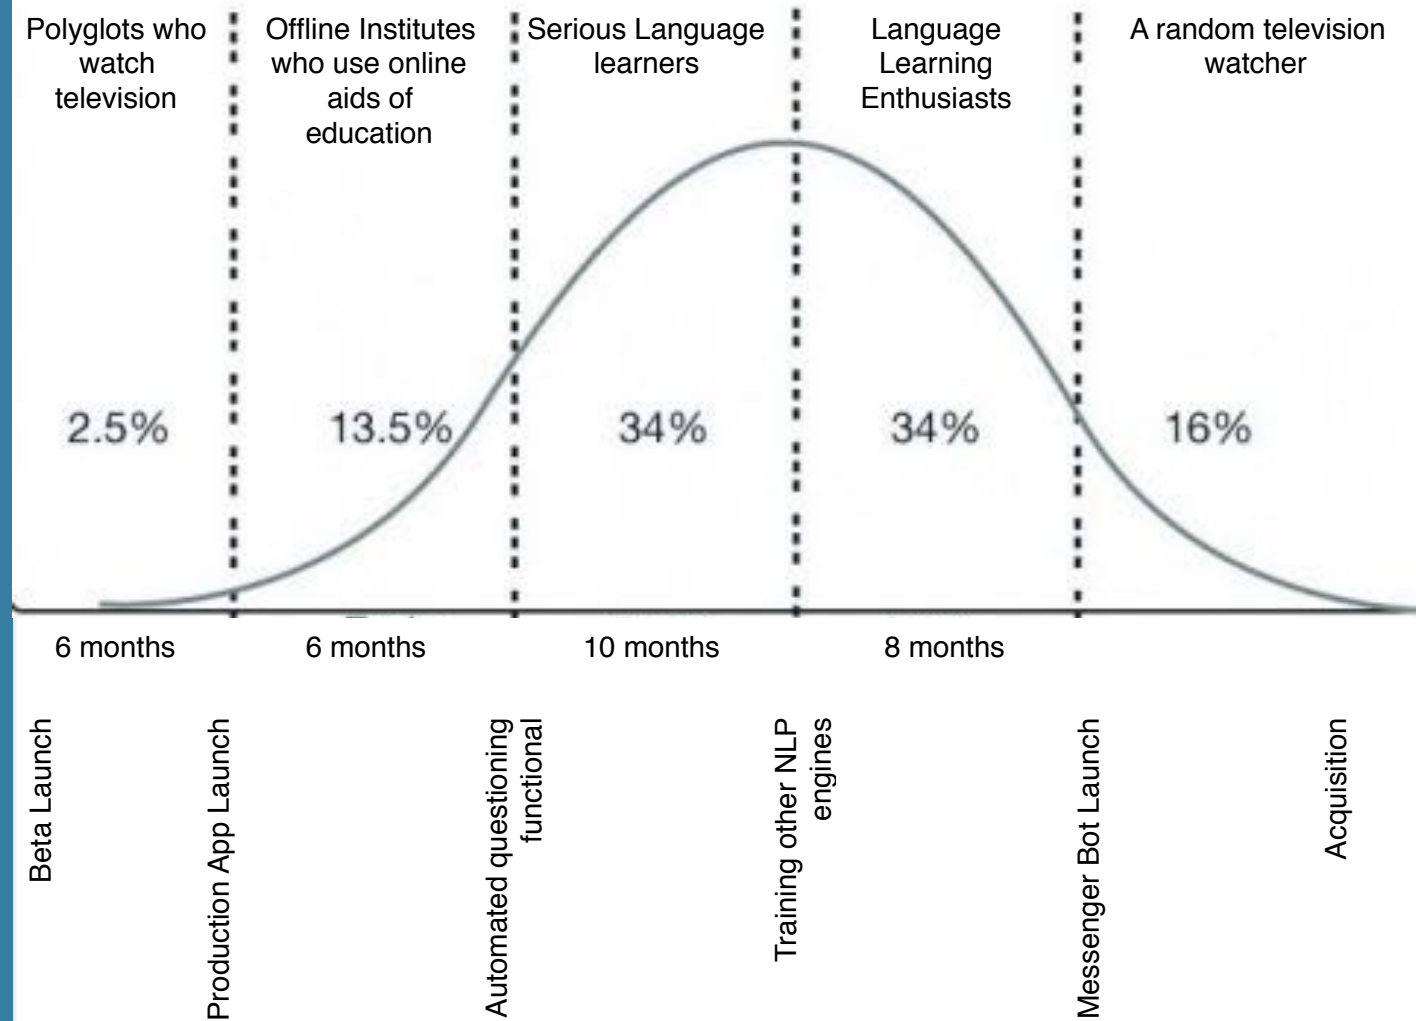 Polyglots who
watch
television
Offline Institutes
who use online
aids of
education
Serious Language
learners
Language
Learning
Enthusiasts
A random television
watcher
2.5%
13.5%
34%
34%
16%
6 months
6 months
10 months
8 months
Beta Launch
Production App Launch
Automated questioning
functional
Training other NLP
engines
Messenger Bot Launch
Acquisition